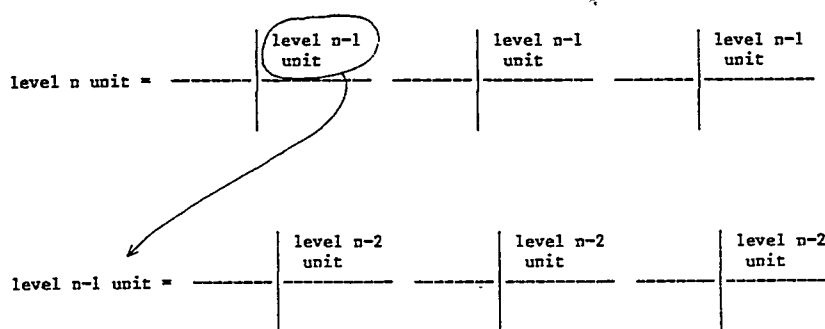 level n-1 level n-1 level n-1
unit unit unit
level n unit =
level n-2 level n-2 level n-2
unit unit unit
level n-1 unit =